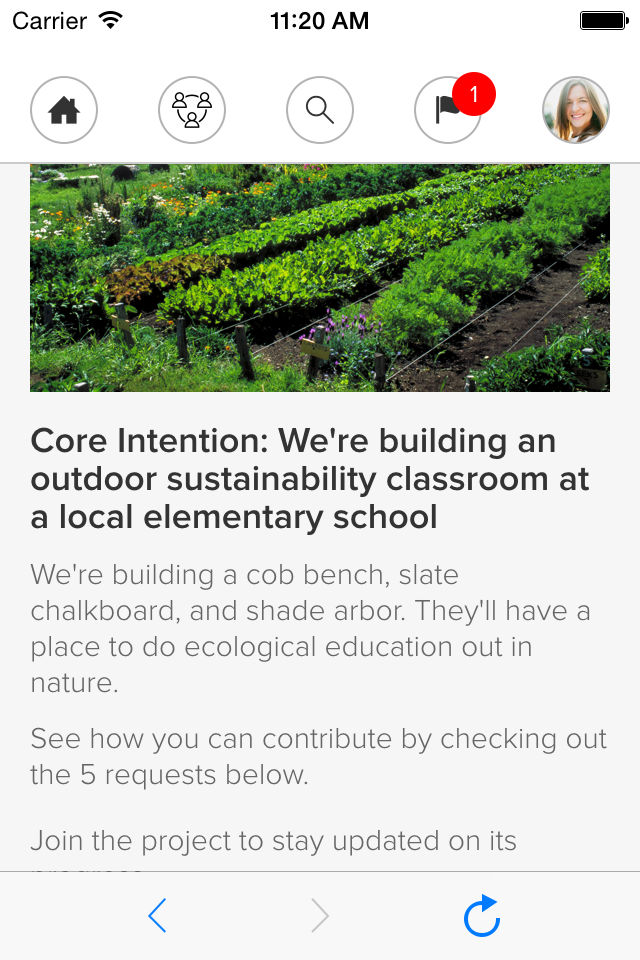 Carrier 11:20 AM
1
Core Intention: We're building an
outdoor sustainability classroom at
a local elementary school
We're building a cob bench, slate
chalkboard, and shade arbor. They'll have a
place to do ecological education out in
nature.
See how you can contribute by checking out
the 5 requests below.
Join the project to stay updated on its